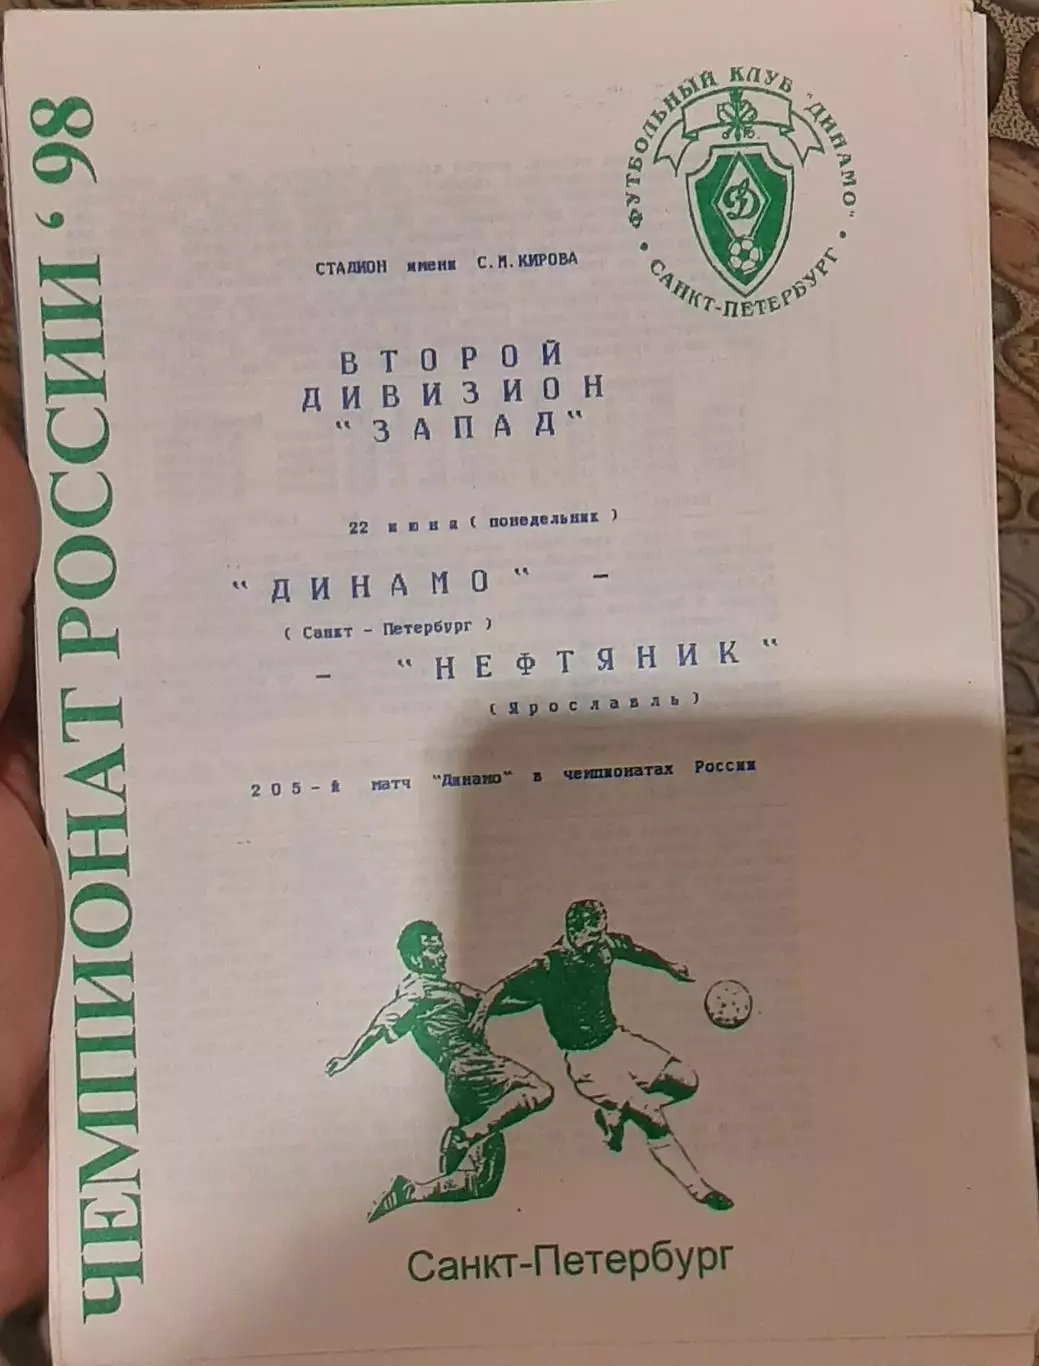 ЧЕМПИОНАТ РОССИИ ‘ 98
ФУТБОЛЬНЫЙ КЛУБ "ДИНАМО"
• САНКТ-ПЕТЕРБУРГ •
Д
СТАДИОН имени С.М.КИРОВА
ВТОРОЙ
ДИВИЗИОН
"ЗАПАД"
22 июня ( понедельник )
"ДИНАМО" –
( Санкт - Петербург )
– "НЕФТЯНИК"
( Ярославль )
205-й матч "Динамо" в чемпионатах России
Санкт-Петербург